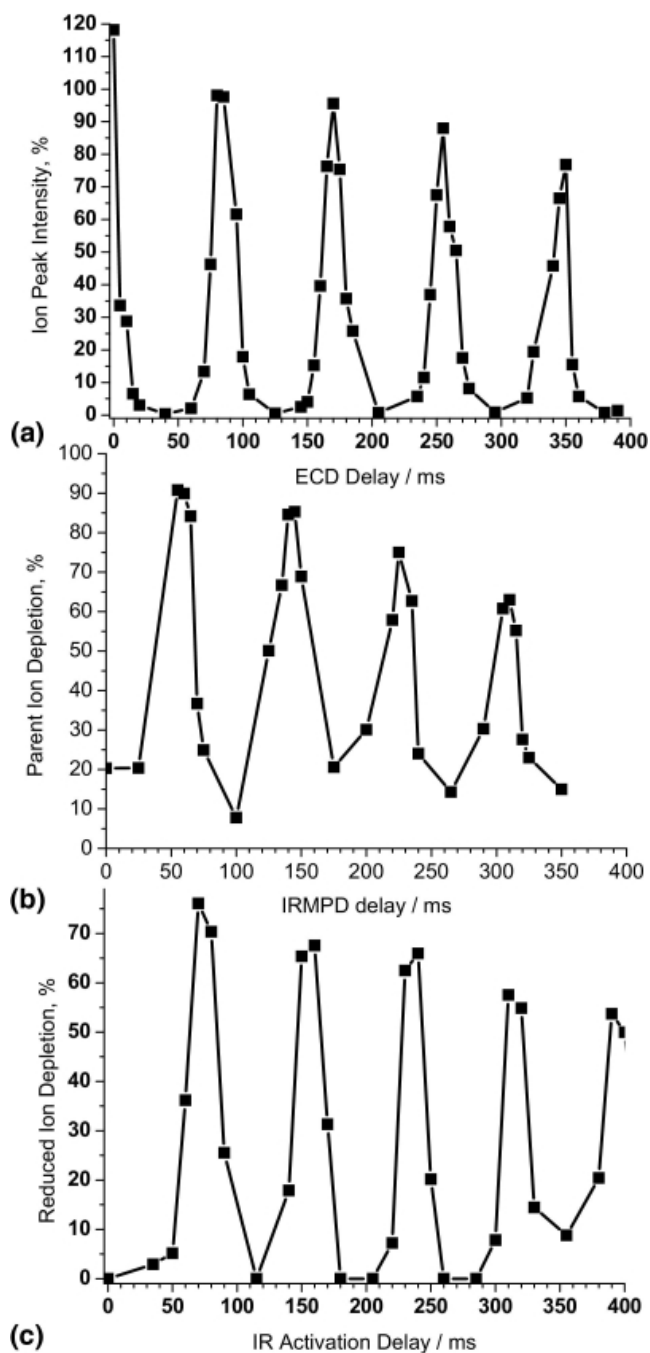 120
110
100
90
80
70
60
50
40
30
20
10
0
Ion Peak Intensity, %
0 50 100 150 200 250 300 350 400
(a)
ECD Delay / ms
100
90
80
70
60
50
40
30
20
10
0
Parent Ion Depletion, %
0 50 100 150 200 250 300 350 400
(b)
IRMPD delay / ms
70
60
50
40
30
20
10
0
Reduced Ion Depletion, %
0 50 100 150 200 250 300 350 400
(c)
IR Activation Delay / ms